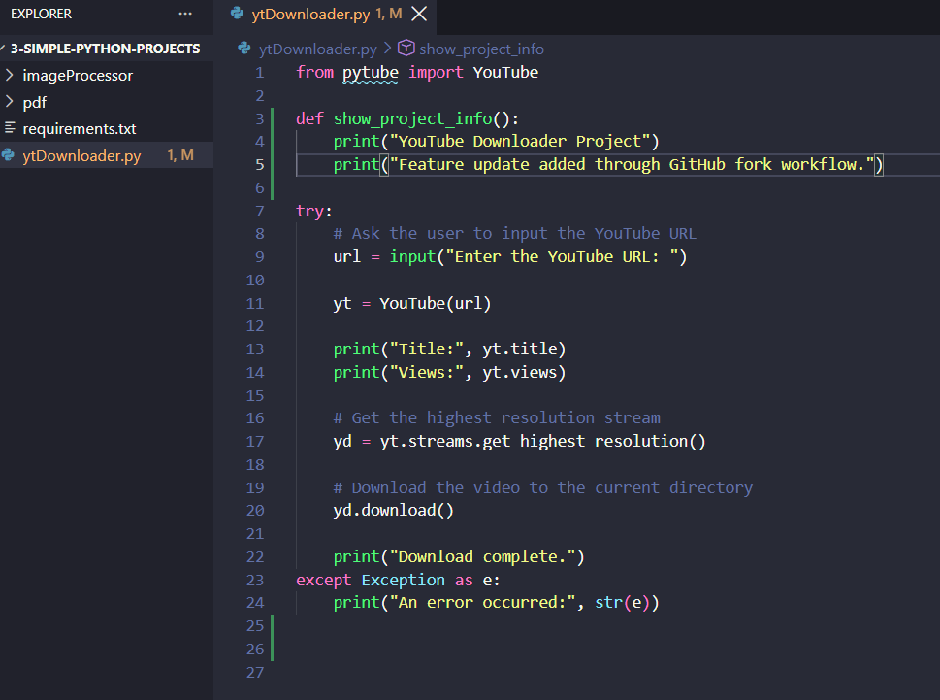 EXPLORER ···
3-SIMPLE-PYTHON-PROJECTS
imageProcessor
pdf
requirements.txt
ytDownloader.py 1, M
ytDownloader.py 1, M
ytDownloader.py > show_project_info
1 from pytube import YouTube
2
3 def show_project_info():
4     print("YouTube Downloader Project")
5     print("Feature update added through GitHub fork workflow.")
6
7 try:
8     # Ask the user to input the YouTube URL
9     url = input("Enter the YouTube URL: ")
10
11     yt = YouTube(url)
12
13     print("Title:", yt.title)
14     print("Views:", yt.views)
15
16     # Get the highest resolution stream
17     yd = yt.streams.get_highest_resolution()
18
19     # Download the video to the current directory
20     yd.download()
21
22     print("Download complete.")
23 except Exception as e:
24     print("An error occurred:", str(e))
25
26
27